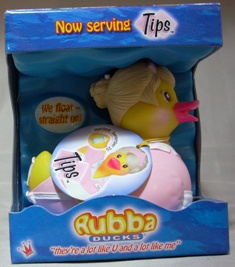 Now serving Tips
We float
straight on!
Tips
Rubba
DUCKS
"they're a lot like U and a lot like me"